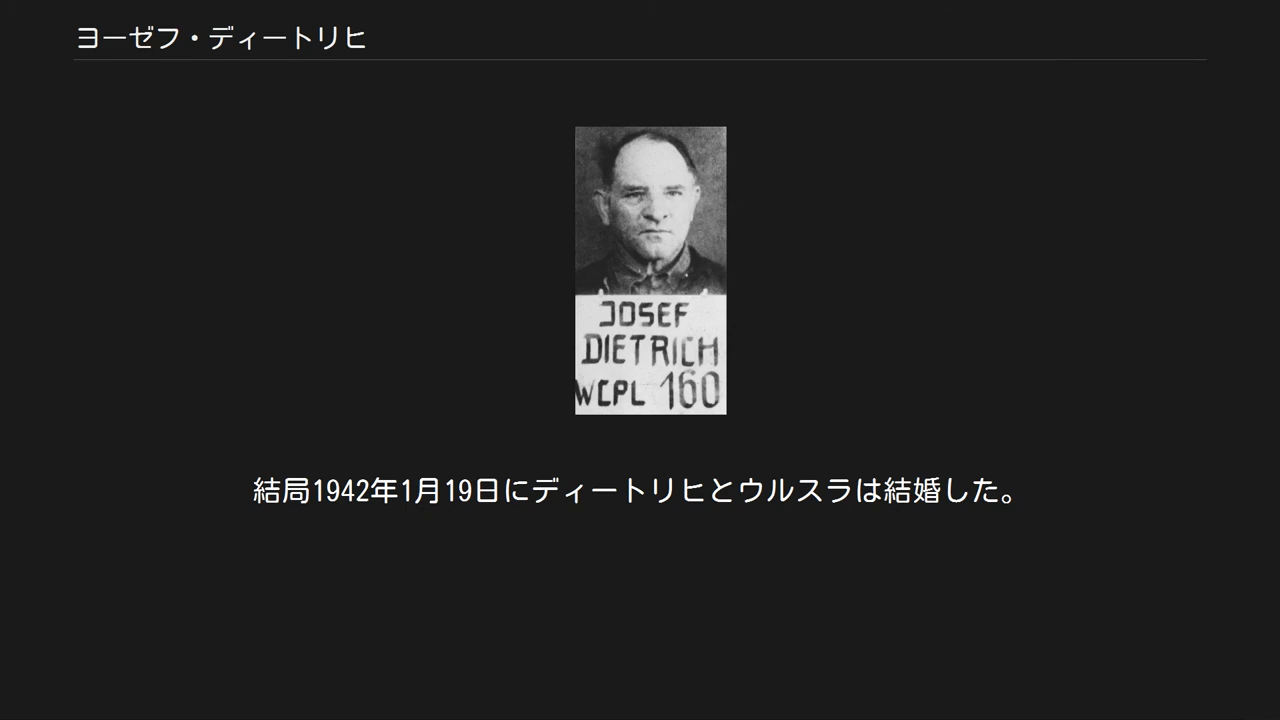 ヨーゼフ・ディートリヒ
JOSEF
DIETRICH
WCPL 160
結局1942年1月19日にディートリヒとウルスラは結婚した。